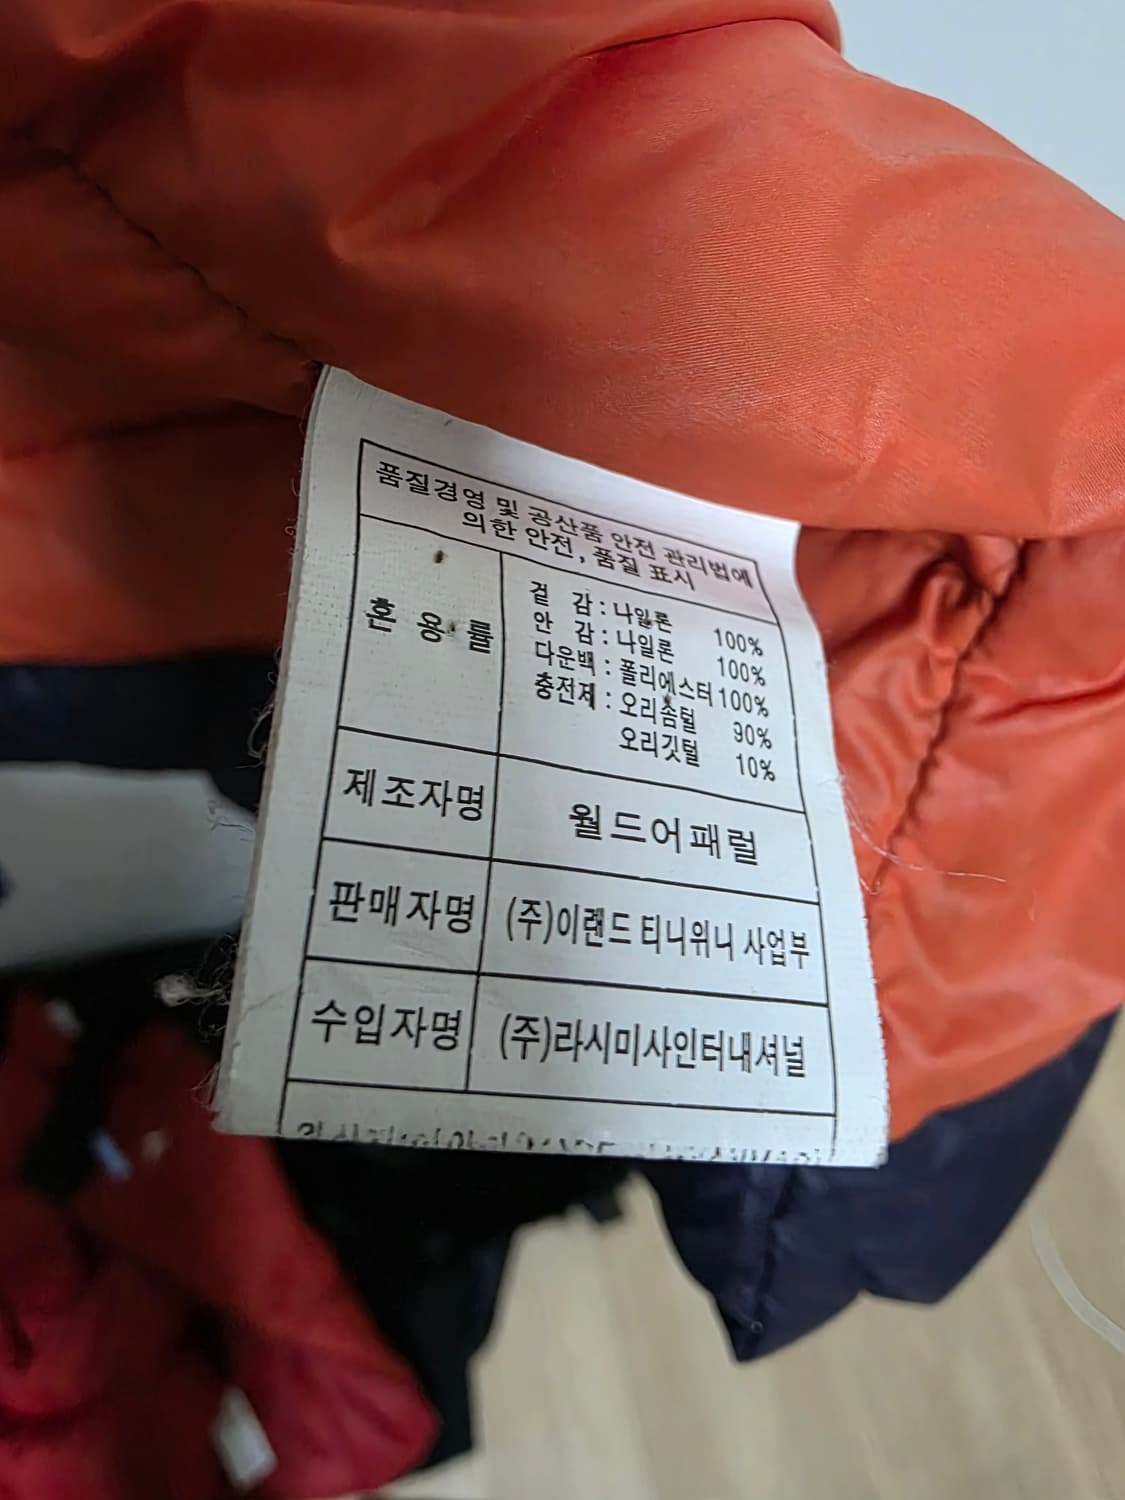 품질경영 및 공산품 안전 관리법에
의한 안전, 품질 표시
혼 용 률
겉 감 : 나일론 100%
안 감 : 나일론 100%
다운백 : 폴리에스터 100%
충전제 : 오리솜털 90%
오리깃털 10%
제조자명 월드어패럴
판매자명 (주)이랜드 티니위니 사업부
수입자명 (주)라시미사인터내셔널